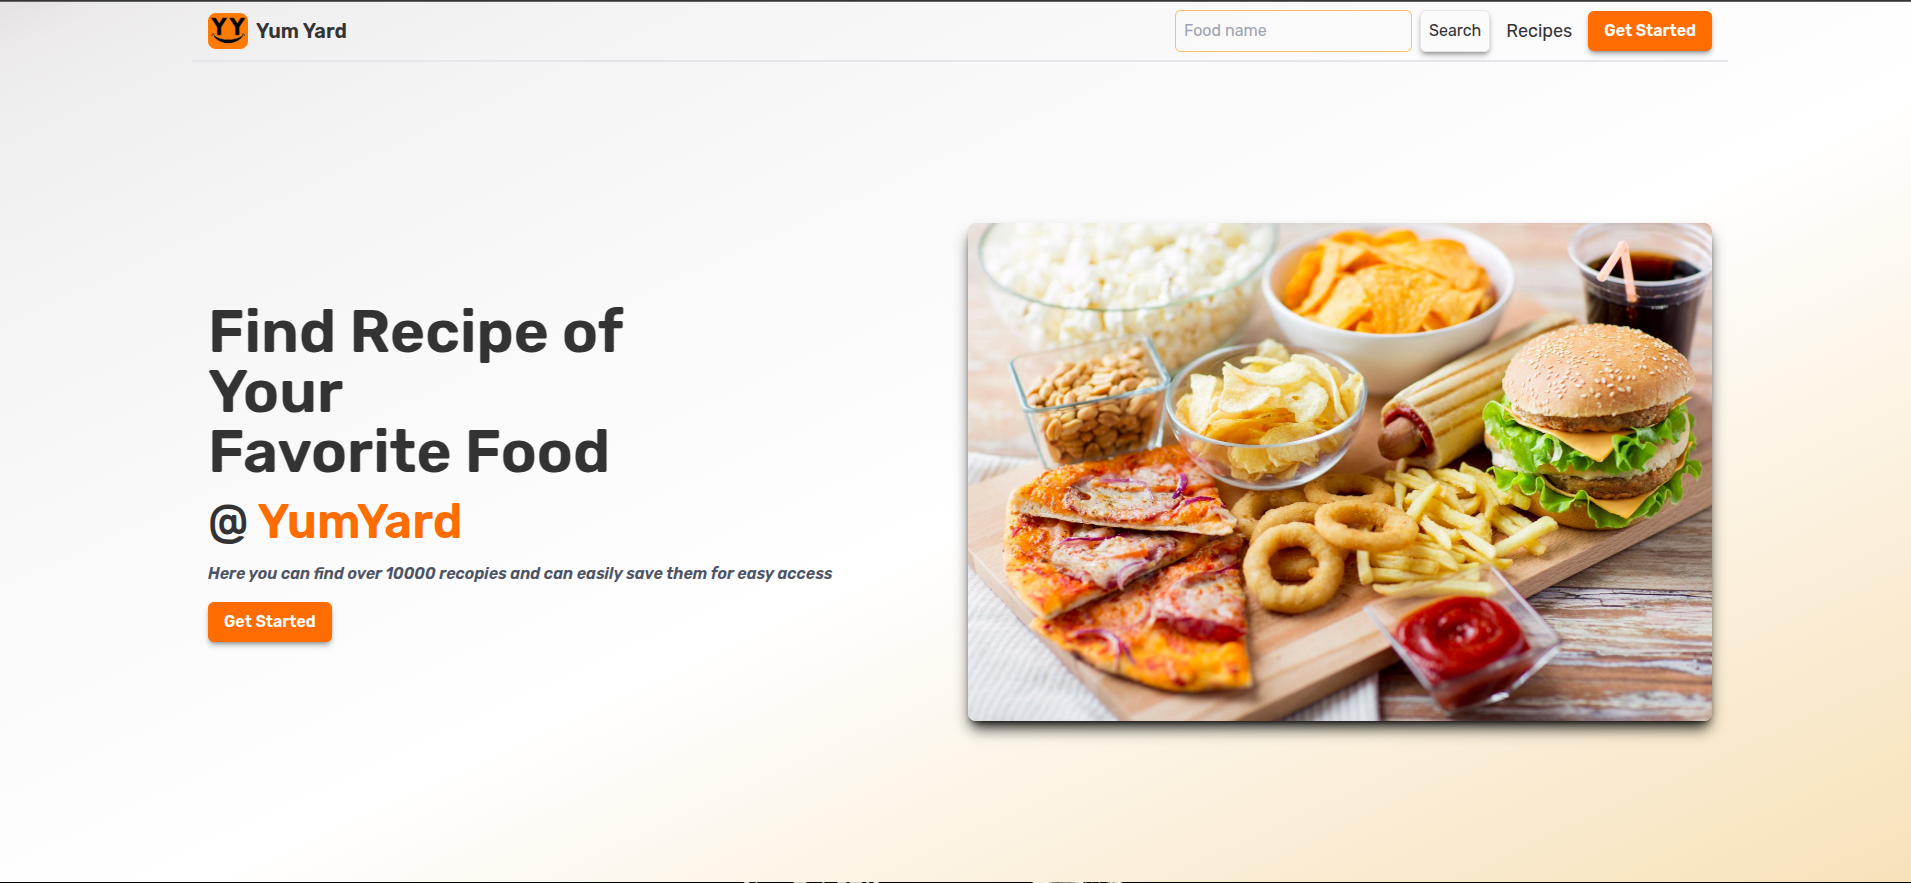 YY
Yum Yard
Food name
Search
Recipes
Get Started
Find Recipe of
Your
Favorite Food
@ YumYard
Here you can find over 10000 recopies and can easily save them for easy access
Get Started